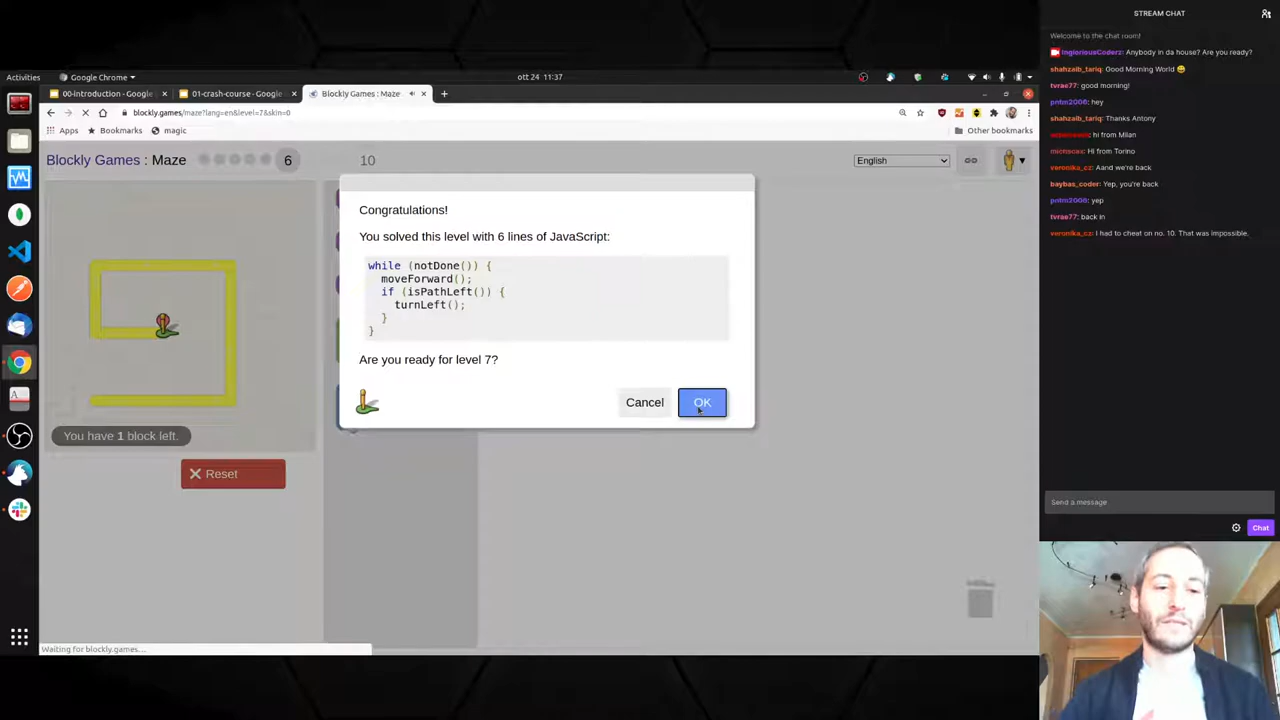 STREAM CHAT
Welcome to the chat room!
IngloriousCoderz: Anybody in da house? Are you ready?
shahzaib_tariq: Good Morning World 😄
tvrae77: good morning!
pntm2006: hey
shahzaib_tariq: Thanks Antony
hi from Milan
Hi from Torino
veronika_cz: Aand we're back
baybas_coder: Yep, you're back
pntm2006: yep
tvrae77: back in
veronika_cz: I had to cheat on no. 10. That was impossible.
Send a message
Chat
Activities
Google Chrome
ott 24 11:37
00-introduction - Google
01-crash-course - Google
Blockly Games : Maze
blockly.games/maze?lang=en&level=7&skin=0
Apps
Bookmarks
magic
Other bookmarks
Blockly Games : Maze
6
10
English
Congratulations!
You solved this level with 6 lines of JavaScript:
while (notDone()) {
moveForward();
if (isPathLeft()) {
turnLeft();
}
}
Are you ready for level 7?
Cancel
OK
You have 1 block left.
Reset
Waiting for blockly.games...